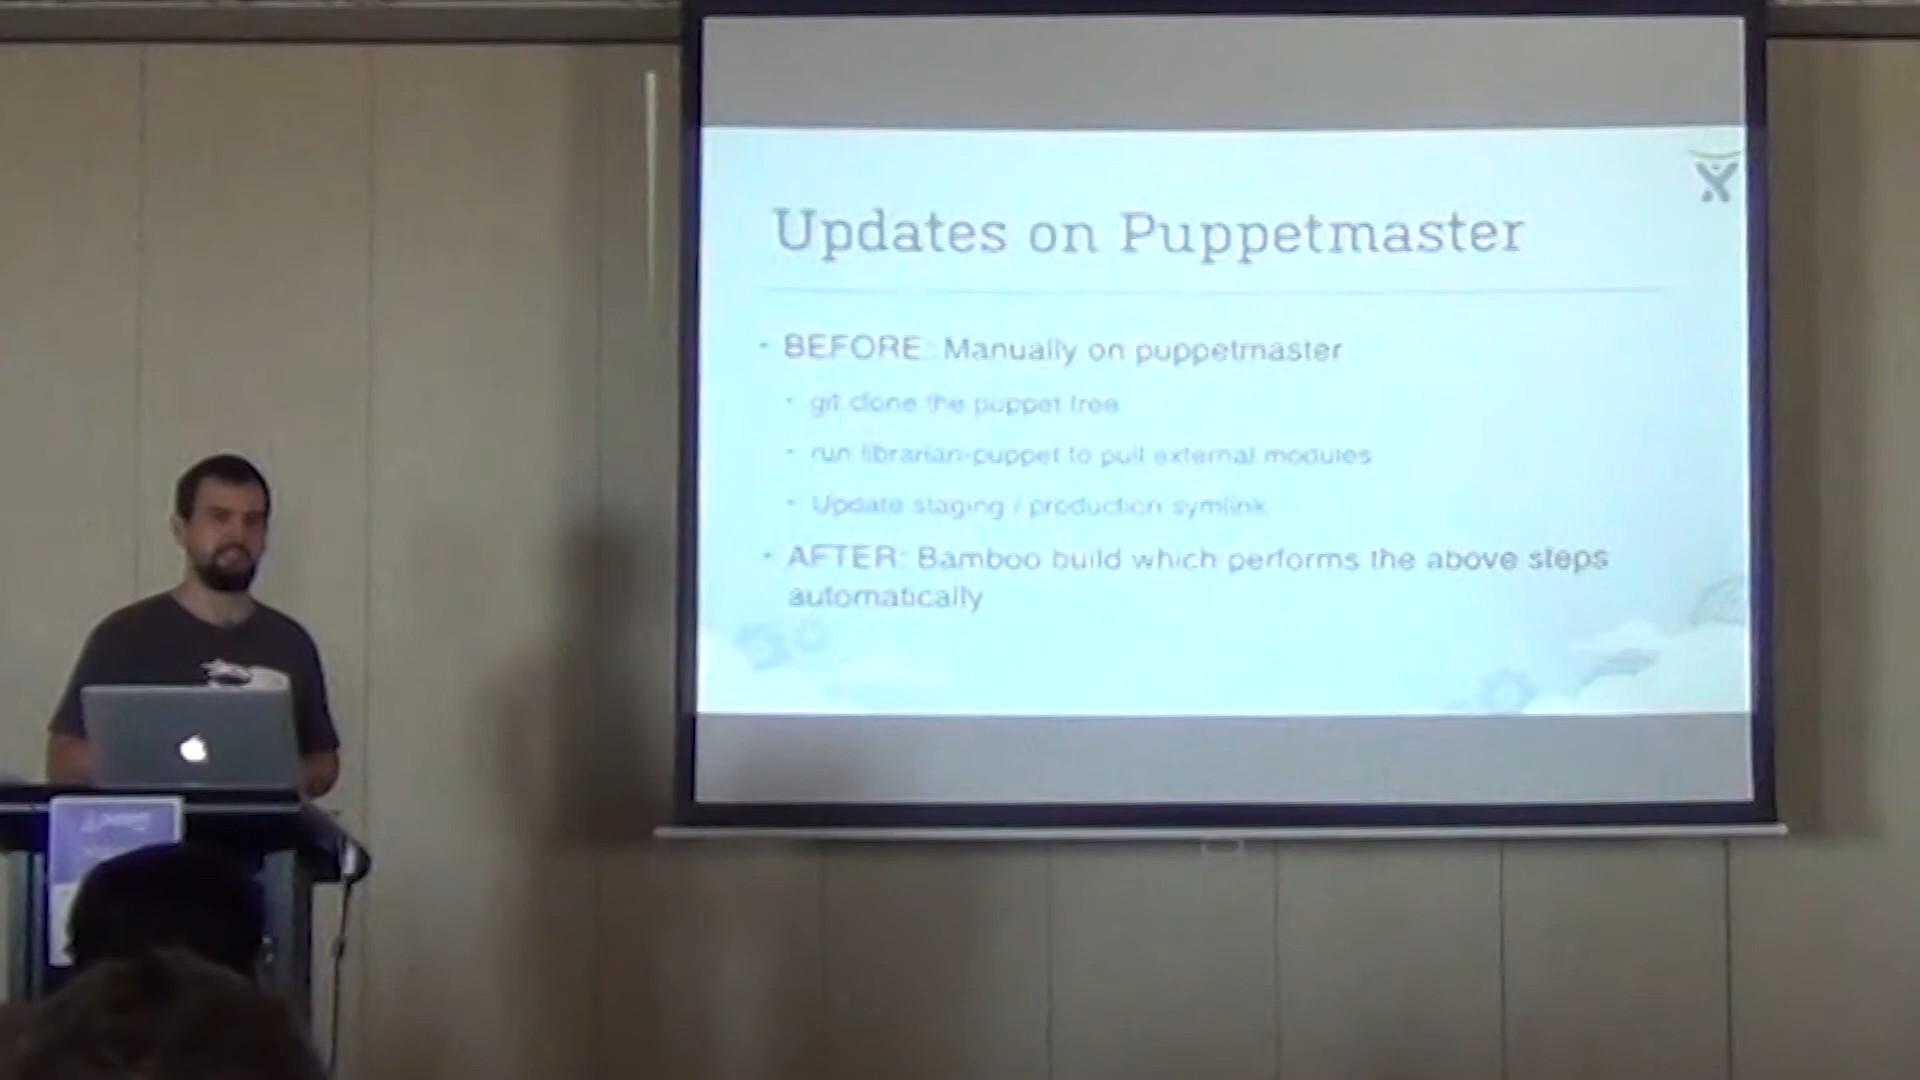 Updates on Puppetmaster
BEFORE: Manually on puppetmaster
git clone the puppet tree
run librarian-puppet to pull external modules
Update staging / production symlink
AFTER: Bamboo build which performs the above steps
automatically